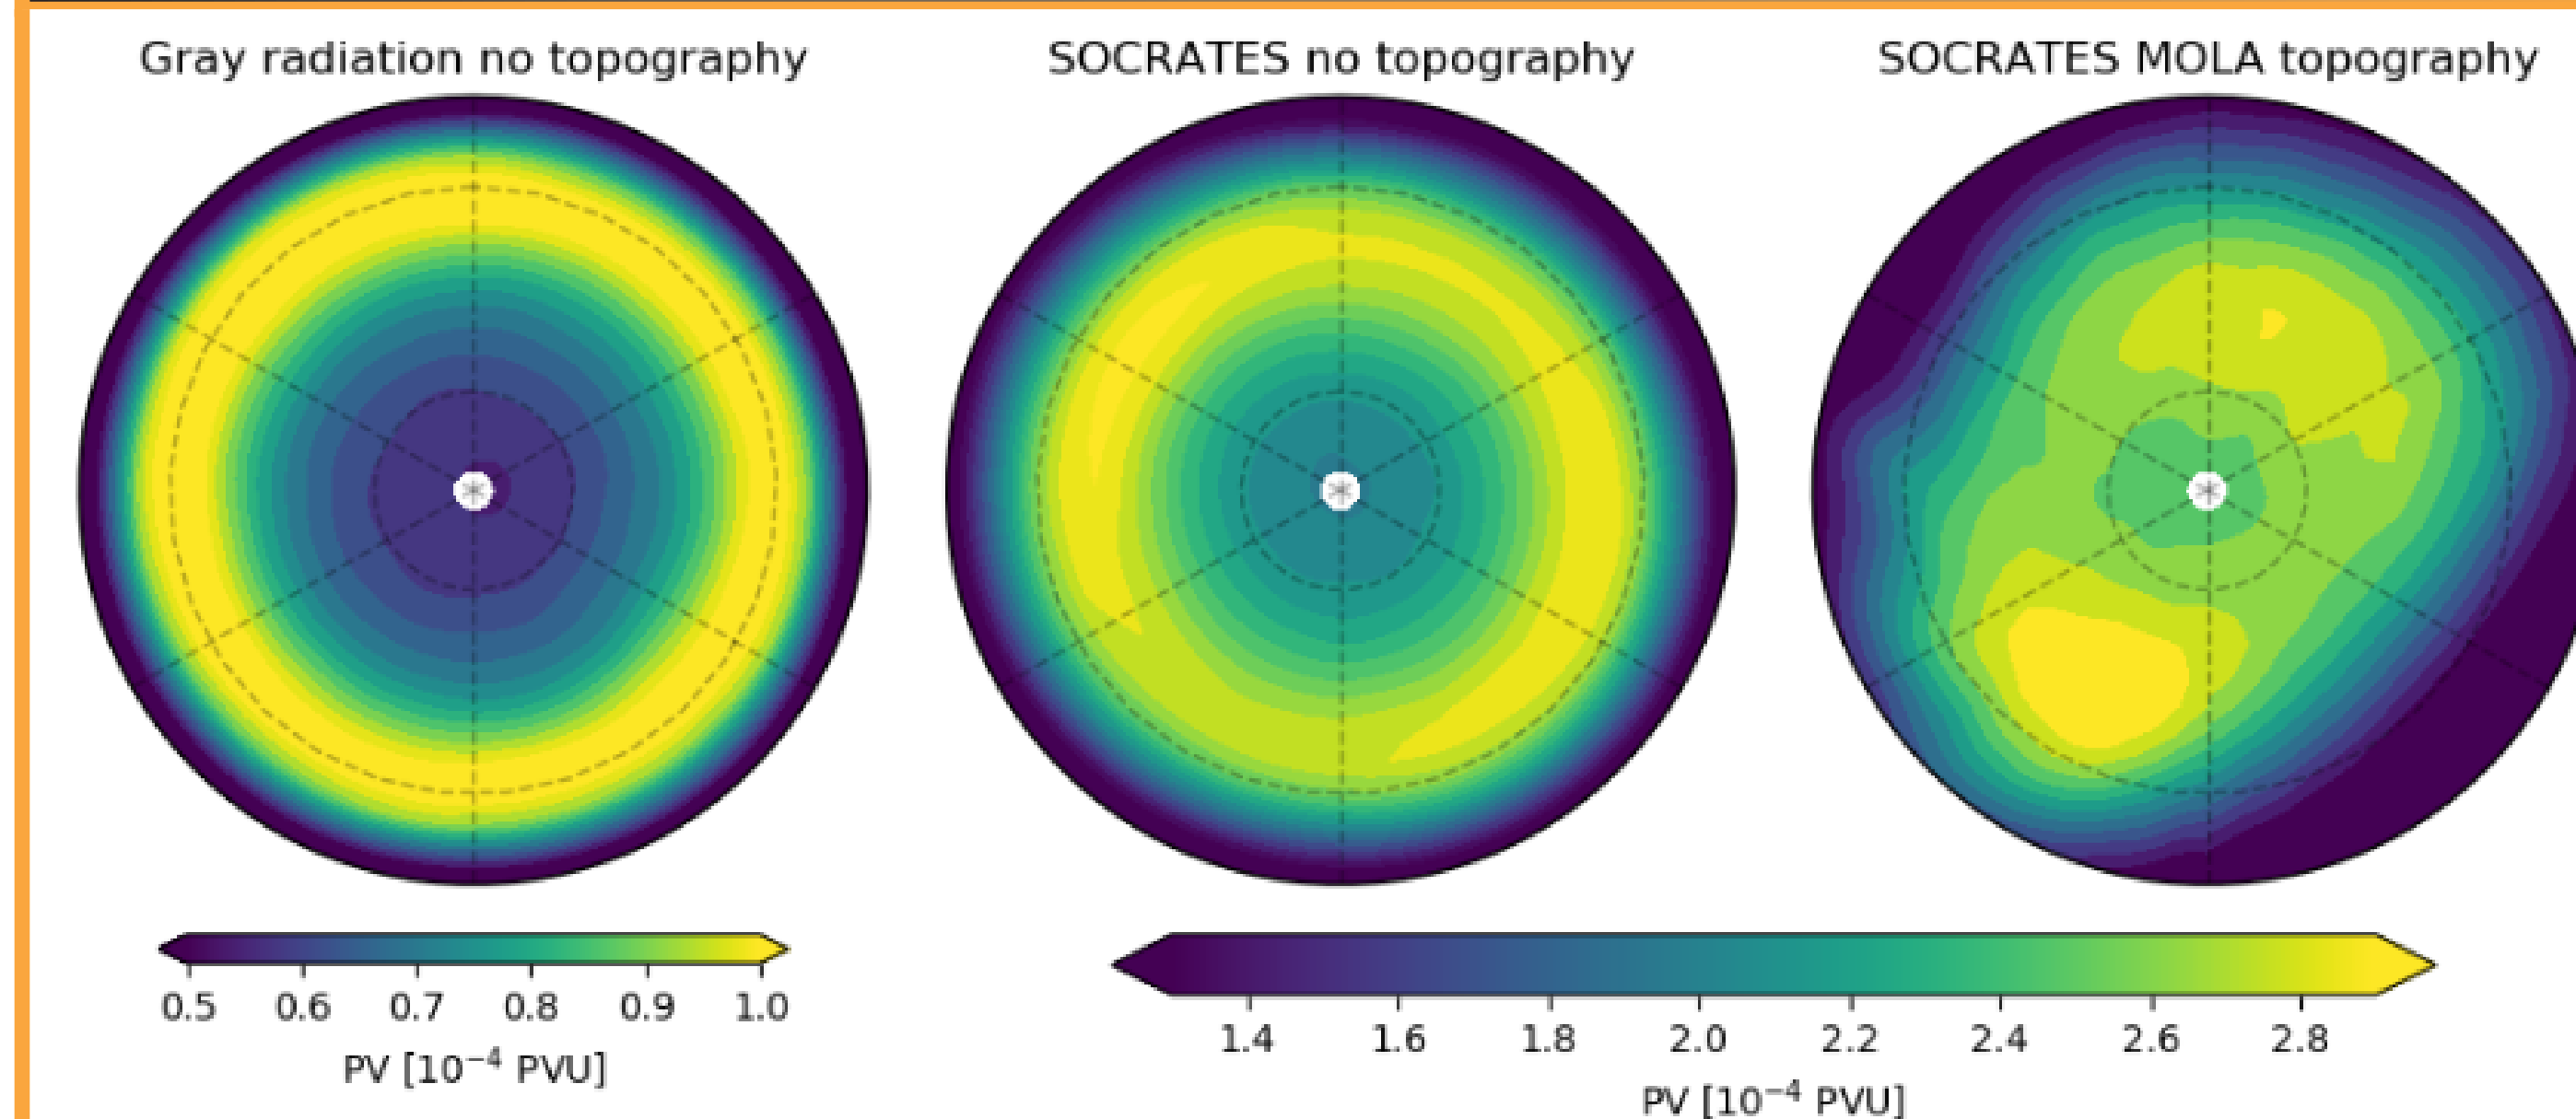 Gray radiation no topography
SOCRATES no topography
SOCRATES MOLA topography
0.5 0.6 0.7 0.8 0.9 1.0
PV [10⁻⁴ PVU]
1.4 1.6 1.8 2.0 2.2 2.4 2.6 2.8
PV [10⁻⁴ PVU]